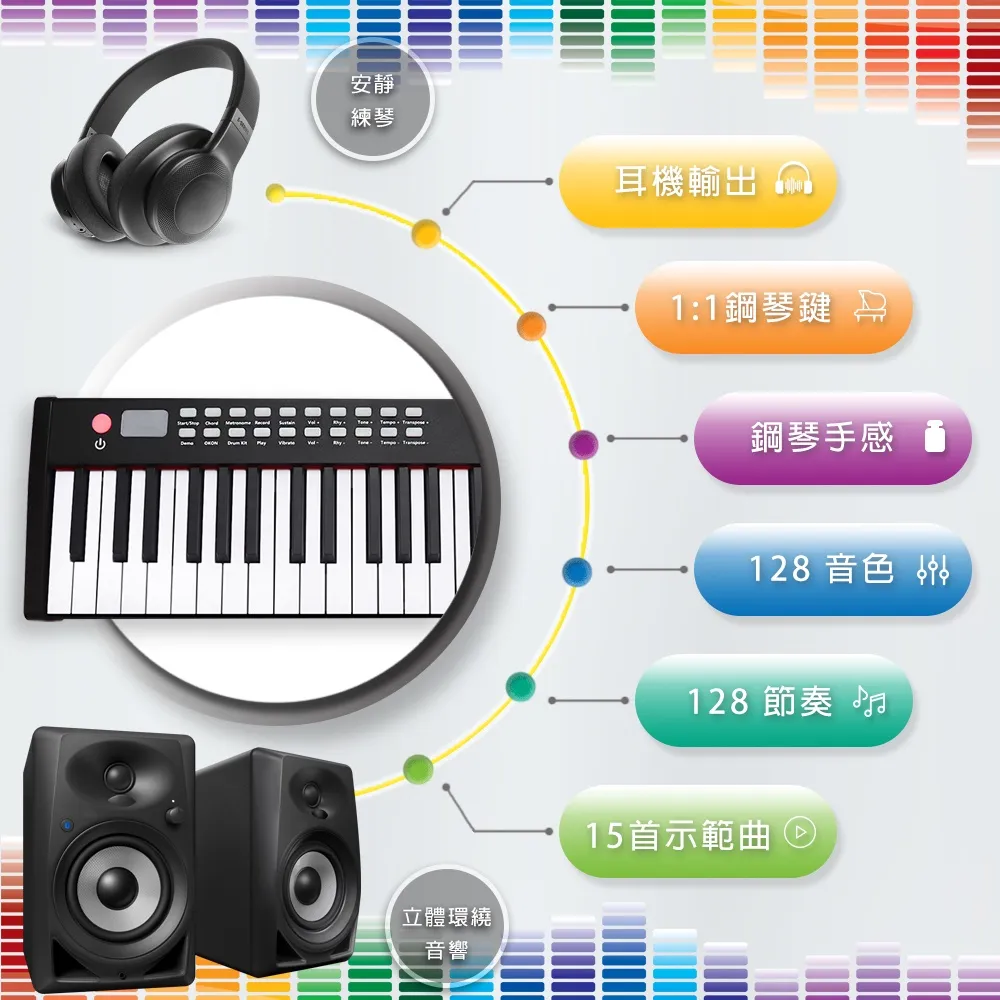 安靜
練琴
耳機輸出
1:1鋼琴鍵
鋼琴手感
128 音色
128 節奏
15首示範曲
Start/Stop Chord Metronome Record Sustain Vol + Rhy + Tone + Tempo + Transpose +
Demo OKON Drum Kit Play Vibrato Vol - Rhy - Tone - Tempo - Transpose -
立體環繞
音響